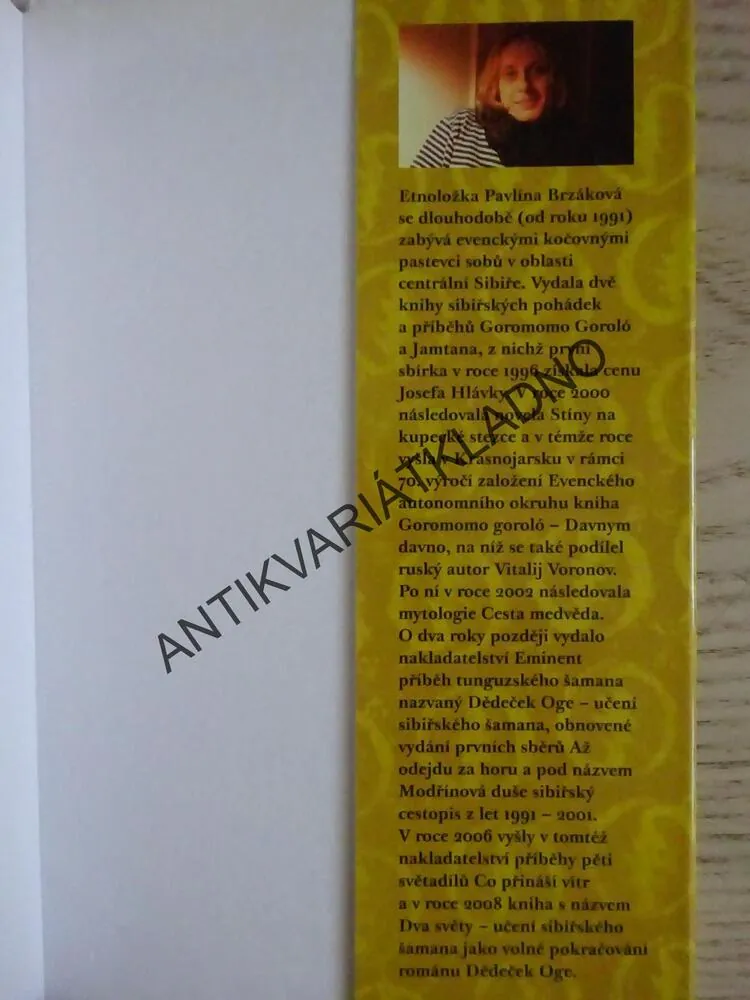 Etnoložka Pavlína Brzáková
se dlouhodobě (od roku 1991)
zabývá evenckými kočovnými
pastevci sobů v oblasti
centrální Sibiře. Vydala dvě
knihy sibiřských pohádek
a příběhů Goromomo Goroló
a Jamtana, z nichž první
sbírka v roce 1996 získala cenu
Josefa Hlávky. V roce 2000
následovala novela Stíny na
kupecké stezce a v témže roce
vyšla v Krasnojarsku v rámci
70. výročí založení Evenckého
autonomního okruhu kniha
Goromomo goroló – Davnym
davno, na níž se také podílel
ruský autor Vitalij Voronov.
Po ní v roce 2002 následovala
mytologie Cesta medvěda.
O dva roky později vydalo
nakladatelství Eminent
příběh tunguzského šamana
nazvaný Dědeček Oge – učení
sibiřského šamana, obnovené
vydání prvních sběrů Až
odejdu za horu a pod názvem
Modřínová duše sibiřský
cestopis z let 1991 – 2001.
V roce 2006 vyšly v tomtéž
nakladatelství příběhy pěti
světadílů Co přináší vítr
a v roce 2008 kniha s názvem
Dva světy – učení sibiřského
šamana jako volné pokračování
románu Dědeček Oge.
ANTIKVARIÁTKLADNO